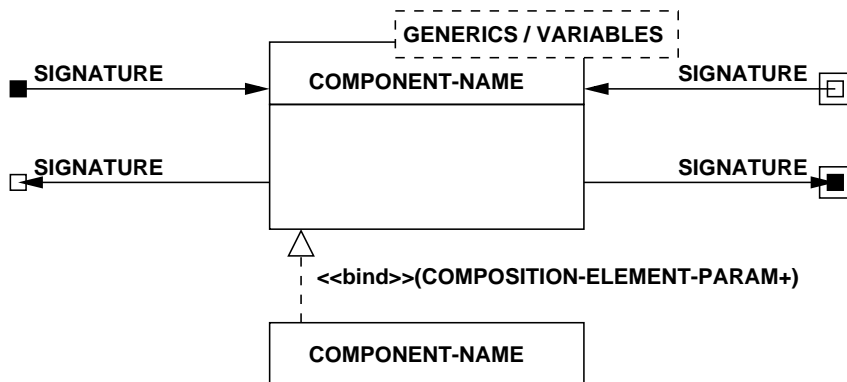 GENERICS / VARIABLES
SIGNATURE
COMPONENT-NAME
SIGNATURE
SIGNATURE
SIGNATURE
<<bind>>(COMPOSITION-ELEMENT-PARAM+)
COMPONENT-NAME